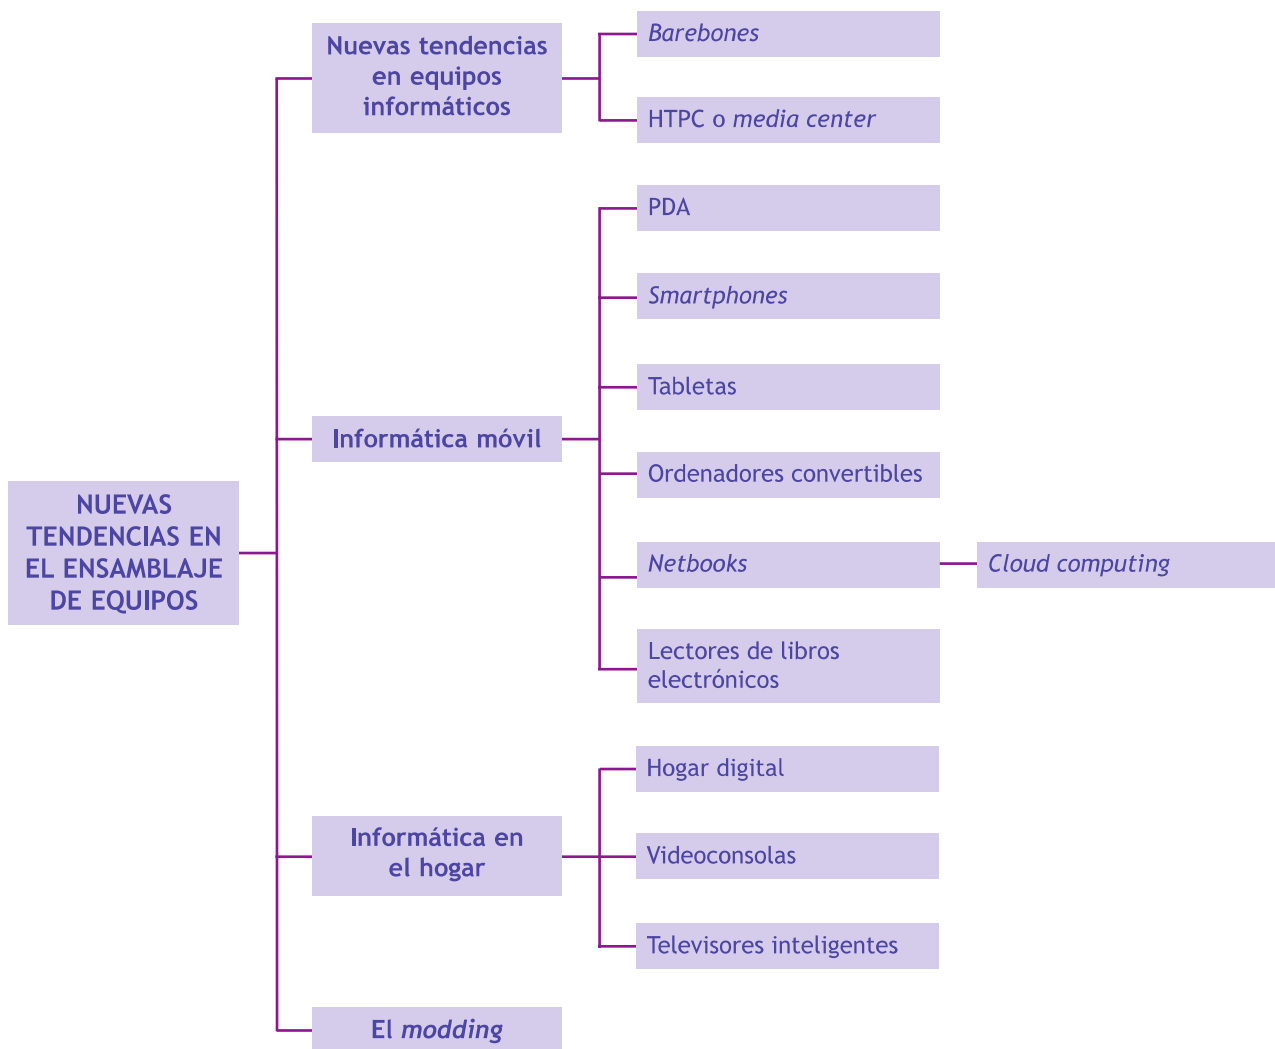 NUEVAS
TENDENCIAS EN
EL ENSAMBLAJE
DE EQUIPOS
Nuevas tendencias
en equipos
informáticos
Barebones
HTPC o media center
Informática móvil
PDA
Smartphones
Tabletas
Ordenadores convertibles
Netbooks
Cloud computing
Lectores de libros
electrónicos
Informática en
el hogar
Hogar digital
Videoconsolas
Televisores inteligentes
El modding